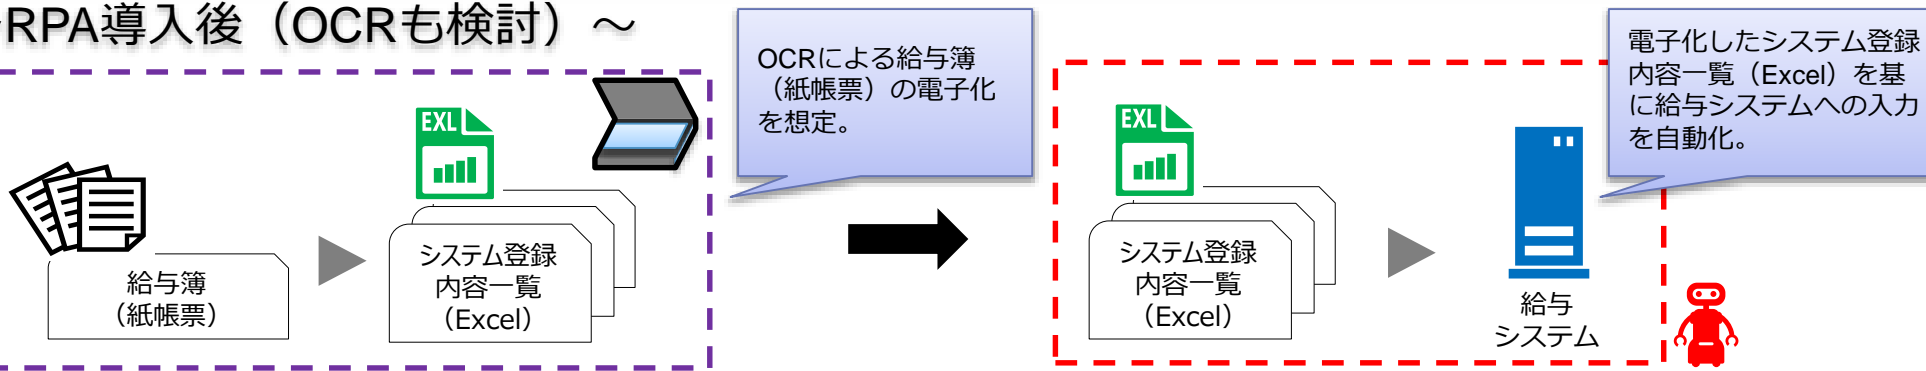 RPA導入後（OCRも検討）～
OCRによる給与簿
（紙帳票）の電子化
を想定。
電子化したシステム登録
内容一覧（Excel）を基
に給与システムへの入力
を自動化。
EXL
給与簿
（紙帳票）
システム登録
内容一覧
（Excel）
EXL
システム登録
内容一覧
（Excel）
給与
システム